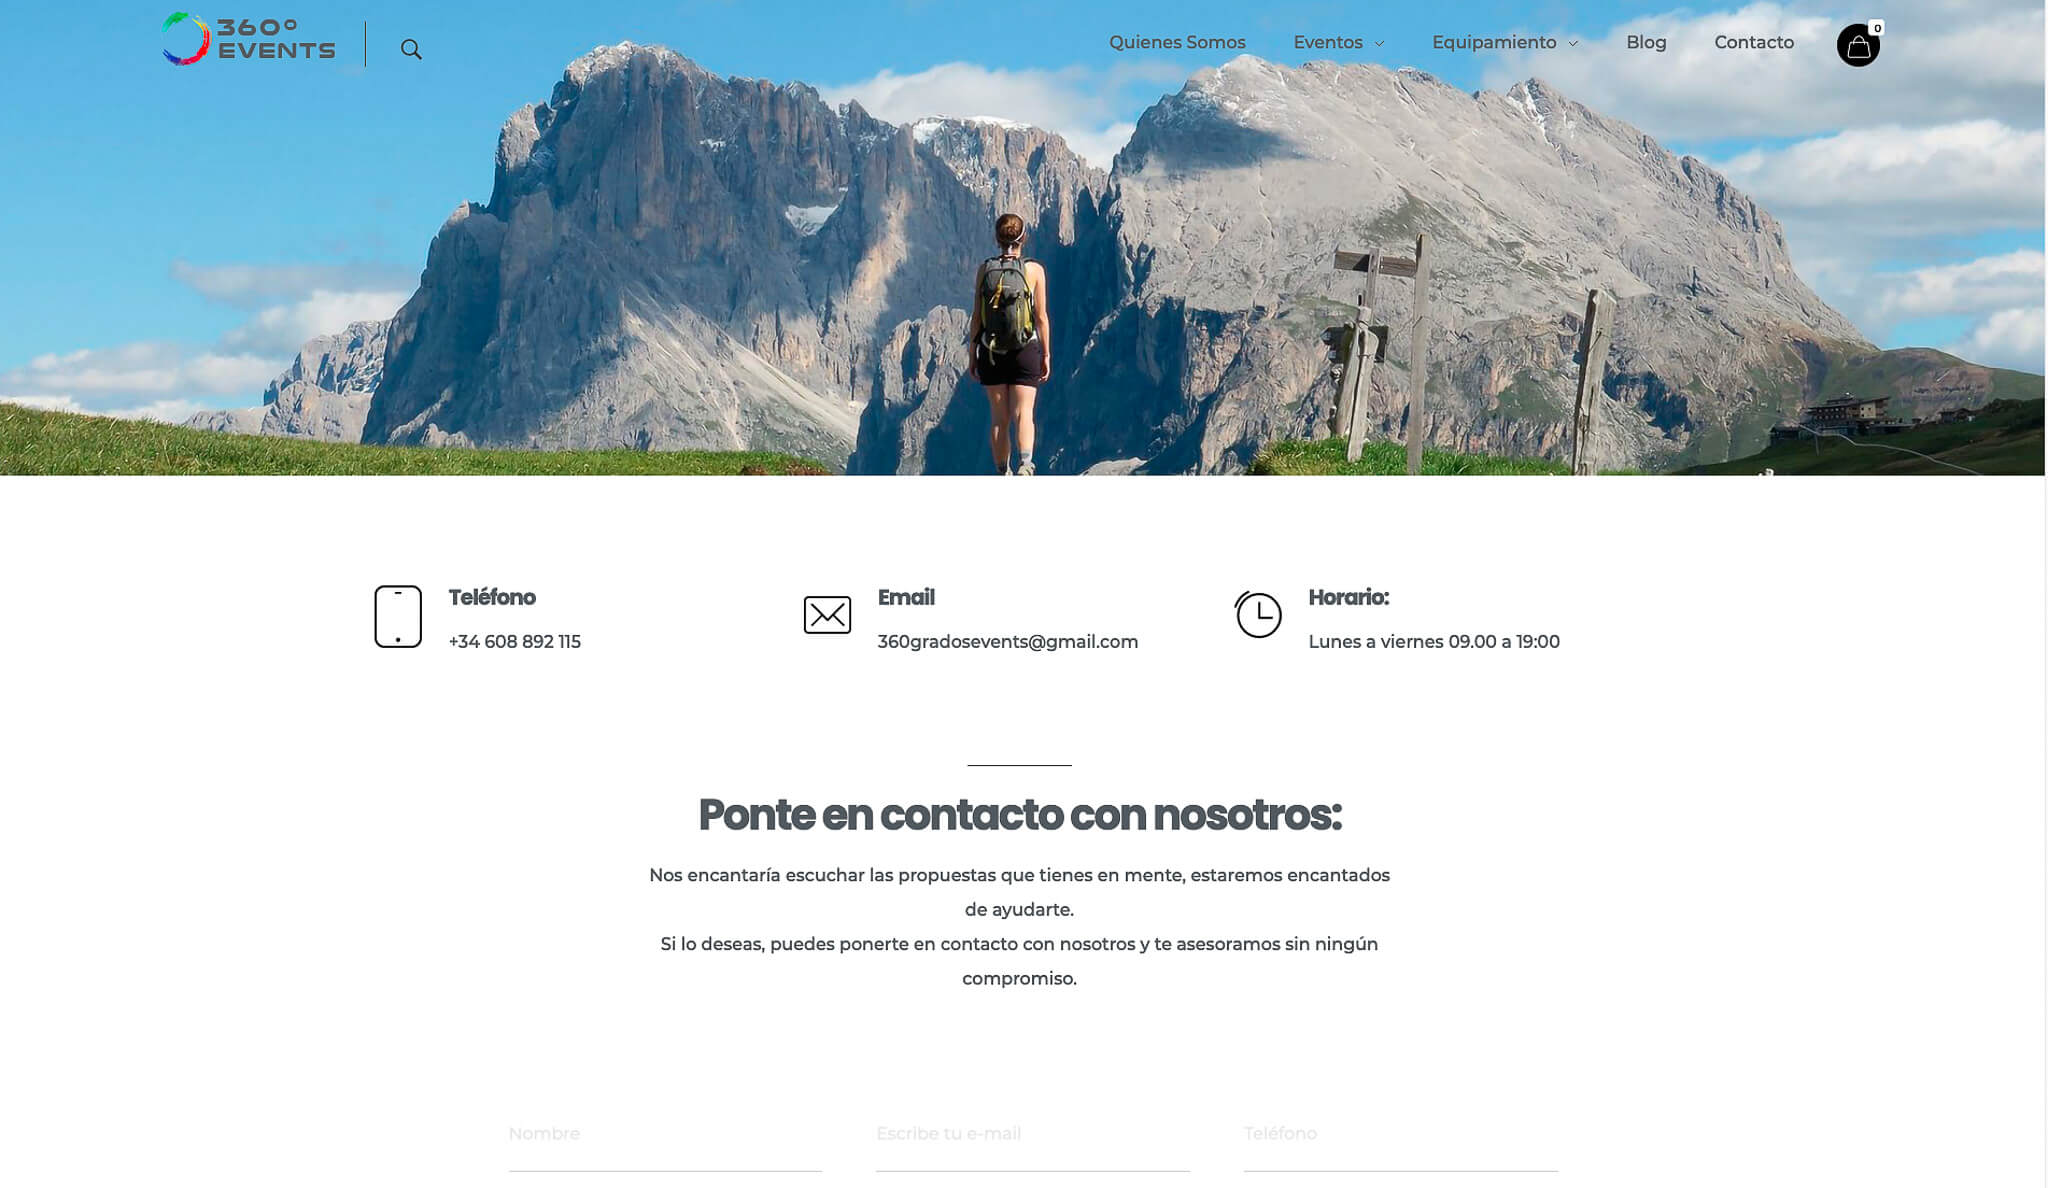 360º
EVENTS
Quienes Somos
Eventos
Equipamiento
Blog
Contacto
0
Teléfono
+34 608 892 115
Email
360gradosevents@gmail.com
Horario:
Lunes a viernes 09.00 a 19:00
Ponte en contacto con nosotros:
Nos encantaría escuchar las propuestas que tienes en mente, estaremos encantados
de ayudarte.
Si lo deseas, puedes ponerte en contacto con nosotros y te asesoramos sin ningún
compromiso.
Nombre
Escribe tu e-mail
Teléfono